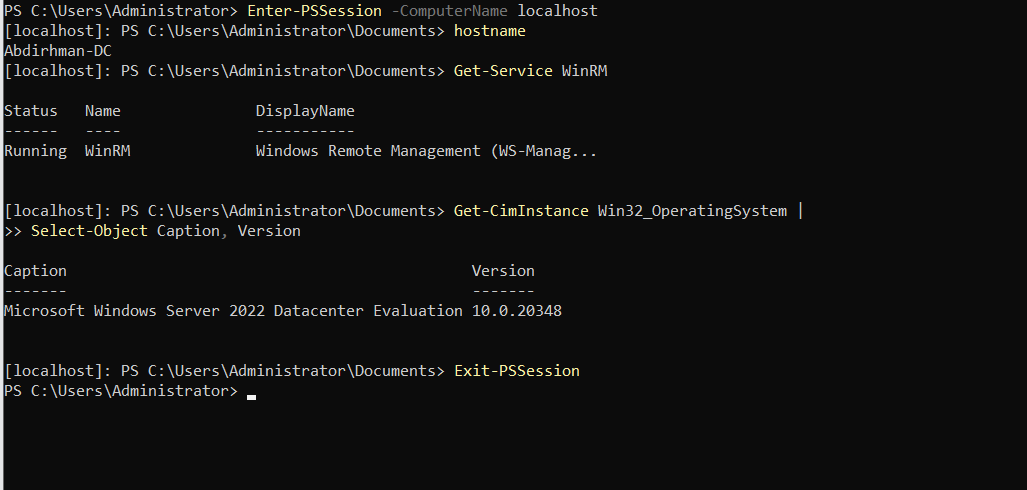 PS C:\Users\Administrator> Enter-PSSession -ComputerName localhost
[localhost]: PS C:\Users\Administrator\Documents> hostname
Abdirhman-DC
[localhost]: PS C:\Users\Administrator\Documents> Get-Service WinRM
Status   Name               DisplayName
------   ----               -----------
Running  WinRM              Windows Remote Management (WS-Manag...
[localhost]: PS C:\Users\Administrator\Documents> Get-CimInstance Win32_OperatingSystem |
>> Select-Object Caption, Version
Caption                                             Version
-------                                             -------
Microsoft Windows Server 2022 Datacenter Evaluation 10.0.20348
[localhost]: PS C:\Users\Administrator\Documents> Exit-PSSession
PS C:\Users\Administrator>